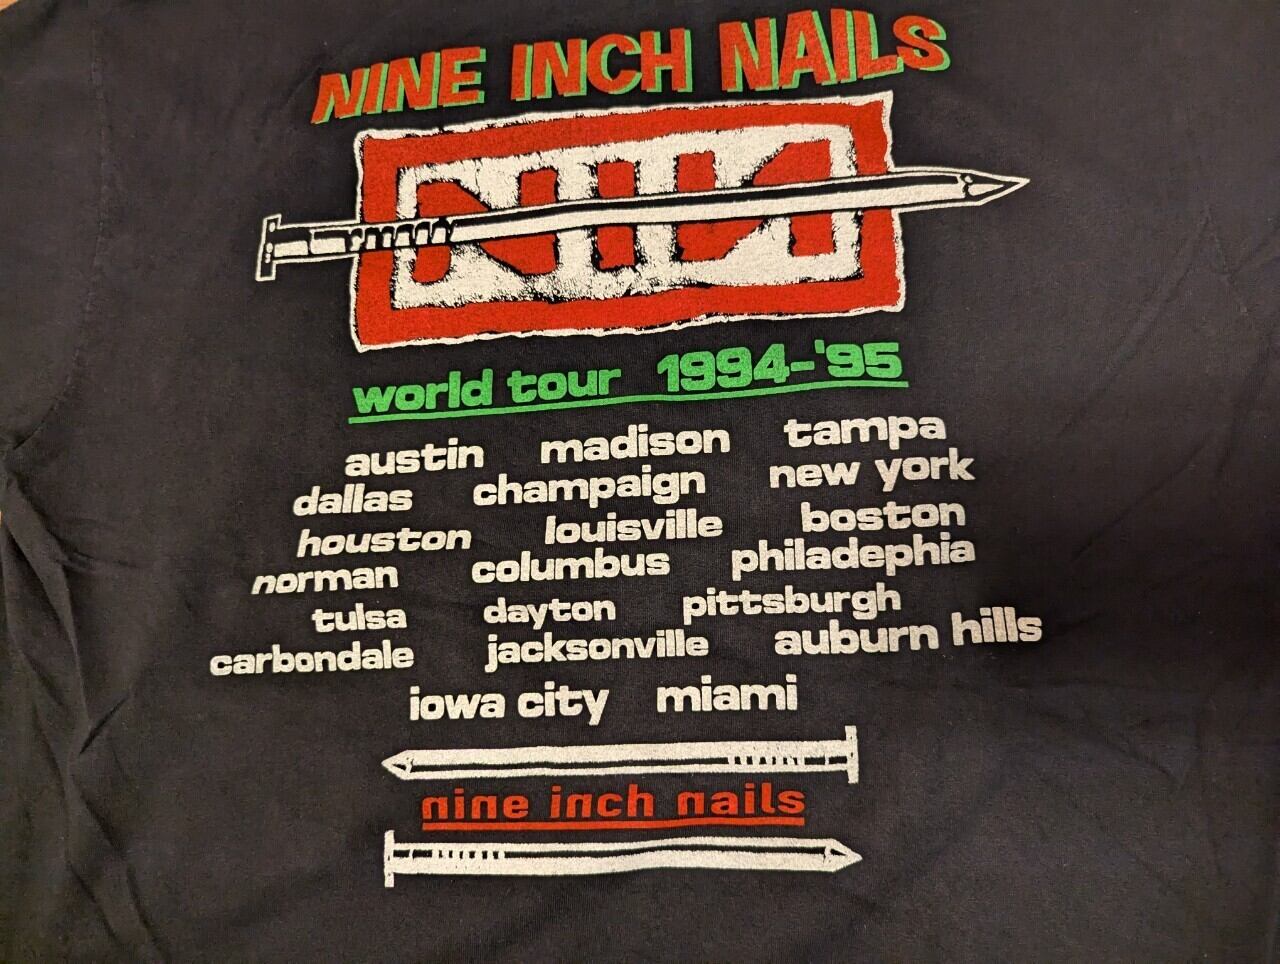 NINE INCH NAILS
NIN
world tour 1994-'95
austin madison tampa
dallas champaign new york
houston louisville boston
norman columbus philadephia
tulsa dayton pittsburgh
carbondale jacksonville auburn hills
iowa city miami
nine inch nails